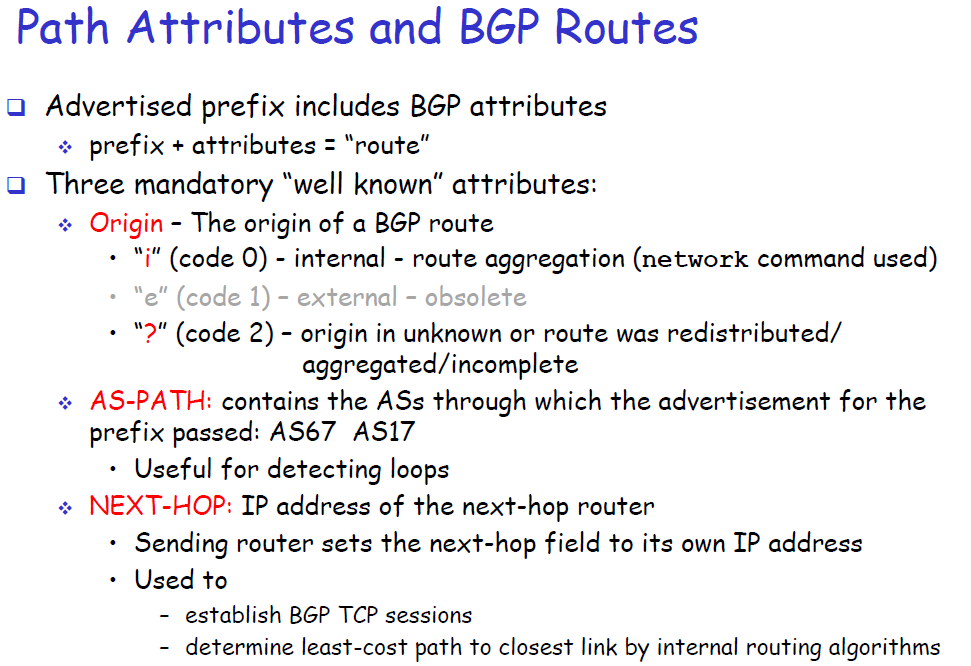 Path Attributes and BGP Routes
Advertised prefix includes BGP attributes
prefix + attributes = “route”
Three mandatory “well known” attributes:
Origin – The origin of a BGP route
“i” (code 0) - internal - route aggregation (network command used)
“e” (code 1) – external – obsolete
“?” (code 2) – origin in unknown or route was redistributed/
aggregated/incomplete
AS-PATH: contains the ASs through which the advertisement for the
prefix passed: AS67 AS17
Useful for detecting loops
NEXT-HOP: IP address of the next-hop router
Sending router sets the next-hop field to its own IP address
Used to
– establish BGP TCP sessions
– determine least-cost path to closest link by internal routing algorithms